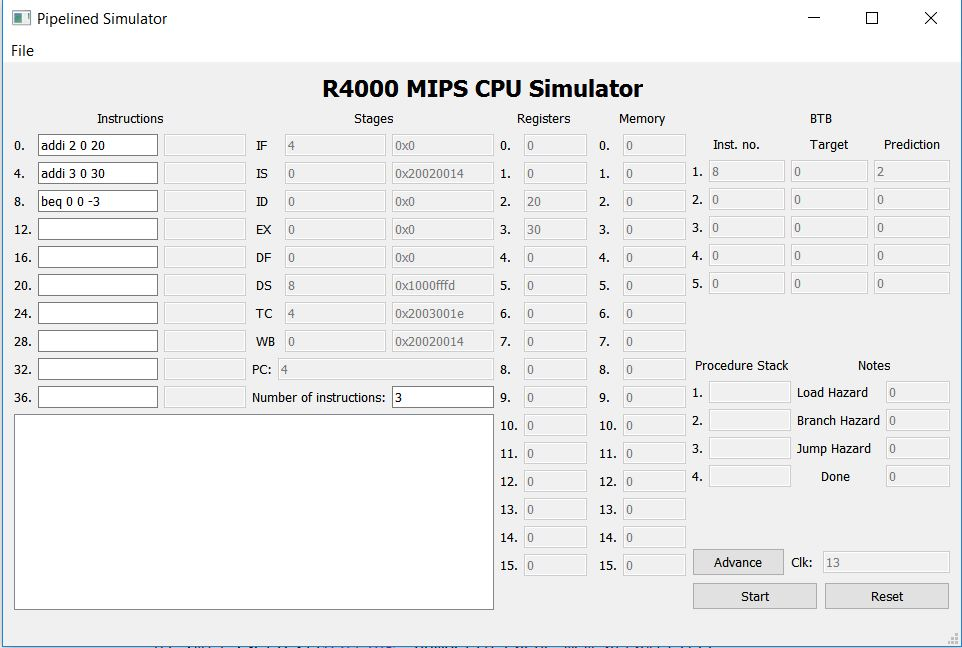 Pipelined Simulator
File
R4000 MIPS CPU Simulator
Instructions Stages Registers Memory BTB
Inst. no. Target Prediction
0. addi 2 0 20 IF 4 0x0 0. 0 0. 0
1. 8 0 2
4. addi 3 0 30 IS 0 0x20020014 1. 0 1. 0
2. 0 0 0
8. beq 0 0 -3 ID 0 0x0 2. 20 2. 0
3. 0 0 0
12. EX 0 0x0 3. 30 3. 0
4. 0 0 0
16. DF 0 0x0 4. 0 4. 0
5. 0 0 0
20. DS 8 0x1000fffd 5. 0 5. 0
24. TC 4 0x2003001e 6. 0 6. 0
28. WB 0 0x20020014 7. 0 7. 0
32. PC: 4 8. 0 8. 0
Procedure Stack Notes
36. Number of instructions: 3 9. 0 9. 0
1. Load Hazard 0
10. 0 10. 0
2. Branch Hazard 0
11. 0 11. 0
3. Jump Hazard 0
12. 0 12. 0
4. Done 0
13. 0 13. 0
14. 0 14. 0
15. 0 15. 0
Advance Clk: 13
Start Reset